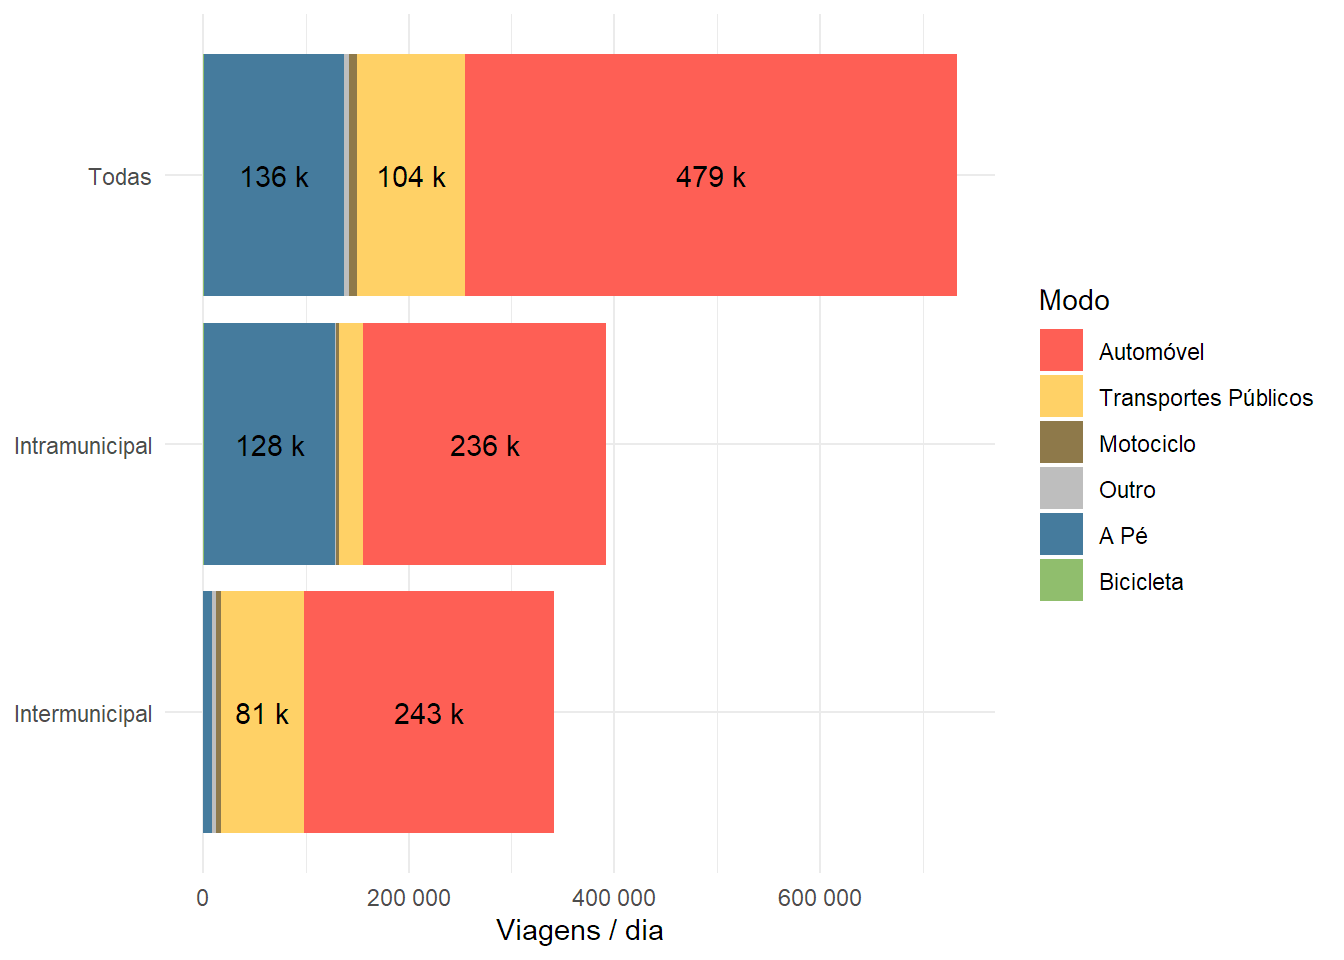 Todas
136 k
104 k
479 k
Intramunicipal
128 k
236 k
Intermunicipal
81 k
243 k
0
200 000
400 000
600 000
Viagens / dia
Modo
Automóvel
Transportes Públicos
Motociclo
Outro
A Pé
Bicicleta